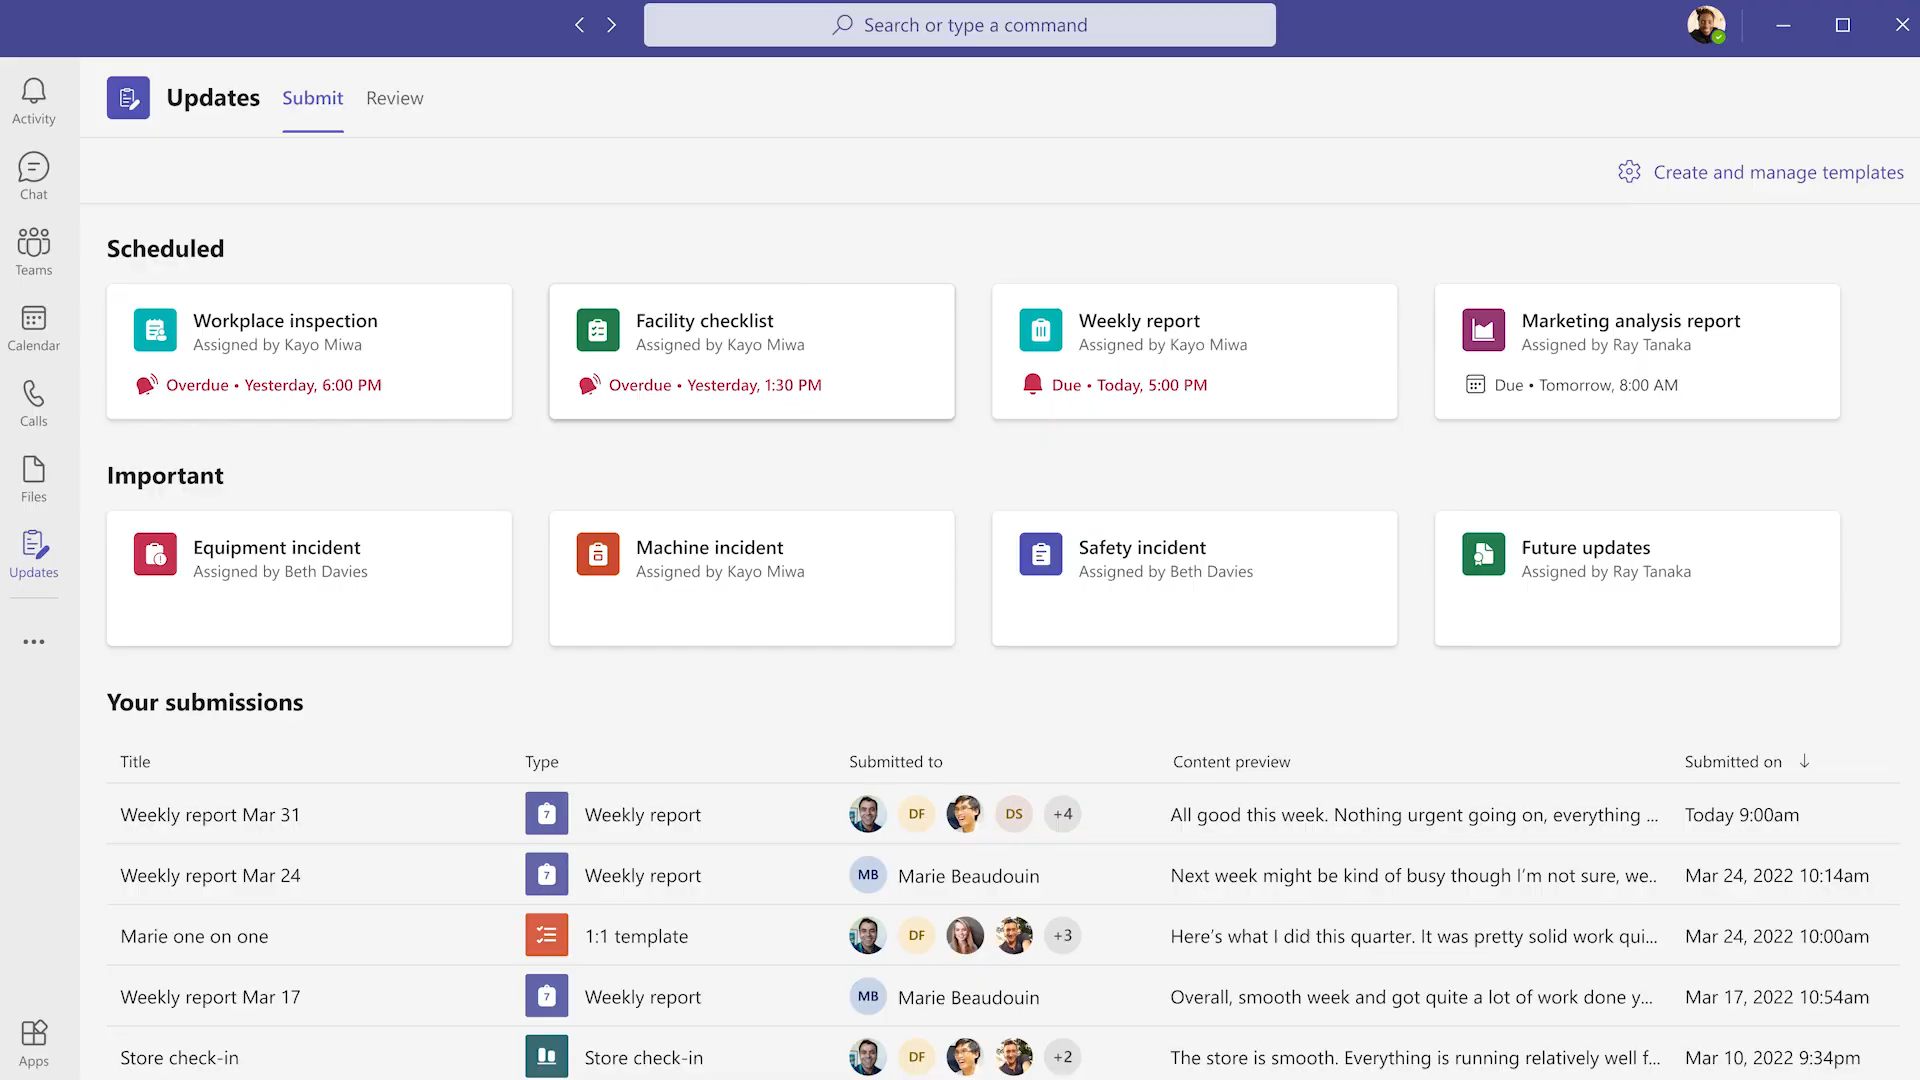 Search or type a command
Updates
Submit
Review
Activity
Chat
Teams
Calendar
Calls
Files
Updates
Apps
Create and manage templates
Scheduled
Workplace inspection
Assigned by Kayo Miwa
Overdue • Yesterday, 6:00 PM
Facility checklist
Assigned by Kayo Miwa
Overdue • Yesterday, 1:30 PM
Weekly report
Assigned by Kayo Miwa
Due • Today, 5:00 PM
Marketing analysis report
Assigned by Ray Tanaka
Due • Tomorrow, 8:00 AM
Important
Equipment incident
Assigned by Beth Davies
Machine incident
Assigned by Kayo Miwa
Safety incident
Assigned by Beth Davies
Future updates
Assigned by Ray Tanaka
Your submissions
Title Type Submitted to Content preview Submitted on
Weekly report Mar 31 7 Weekly report DF DS +4 All good this week. Nothing urgent going on, everything ... Today 9:00am
Weekly report Mar 24 7 Weekly report MB Marie Beaudouin Next week might be kind of busy though I’m not sure, we.. Mar 24, 2022 10:14am
Marie one on one 1:1 template DF +3 Here’s what I did this quarter. It was pretty solid work qui... Mar 24, 2022 10:00am
Weekly report Mar 17 7 Weekly report MB Marie Beaudouin Overall, smooth week and got quite a lot of work done y... Mar 17, 2022 10:54am
Store check-in Store check-in DF +2 The store is smooth. Everything is running relatively well f... Mar 10, 2022 9:34pm